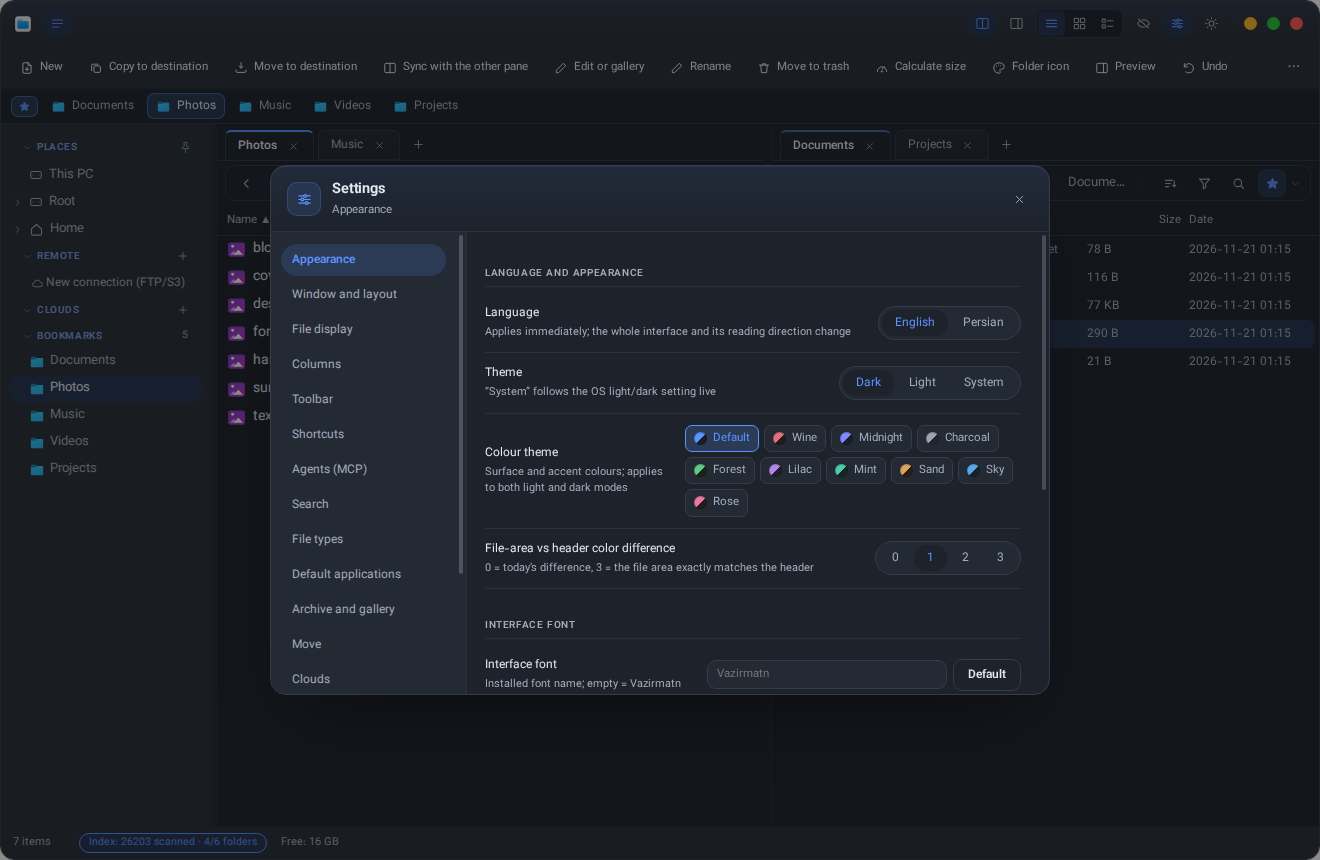 New
Copy to destination
Move to destination
Sync with the other pane
Edit or gallery
Rename
Move to trash
Calculate size
Folder icon
Preview
Undo
Documents
Photos
Music
Videos
Projects
PLACES
This PC
Root
Home
REMOTE
New connection (FTP/S3)
CLOUDS
BOOKMARKS 5
Documents
Photos
Music
Videos
Projects
Photos
Music
Name
Documents
Projects
Docume...
Size Date
78 B 2026-11-21 01:15
116 B 2026-11-21 01:15
77 KB 2026-11-21 01:15
290 B 2026-11-21 01:15
21 B 2026-11-21 01:15
Settings
Appearance
Appearance
Window and layout
File display
Columns
Toolbar
Shortcuts
Agents (MCP)
Search
File types
Default applications
Archive and gallery
Move
Clouds
LANGUAGE AND APPEARANCE
Language
Applies immediately; the whole interface and its reading direction change
English Persian
Theme
“System” follows the OS light/dark setting live
Dark Light System
Colour theme
Surface and accent colours; applies
to both light and dark modes
Default Wine Midnight Charcoal
Forest Lilac Mint Sand Sky
Rose
File-area vs header color difference
0 = today's difference, 3 = the file area exactly matches the header
0 1 2 3
INTERFACE FONT
Interface font
Installed font name; empty = Vazirmatn
Vazirmatn
Default
7 items
Index: 26203 scanned · 4/6 folders
Free: 16 GB